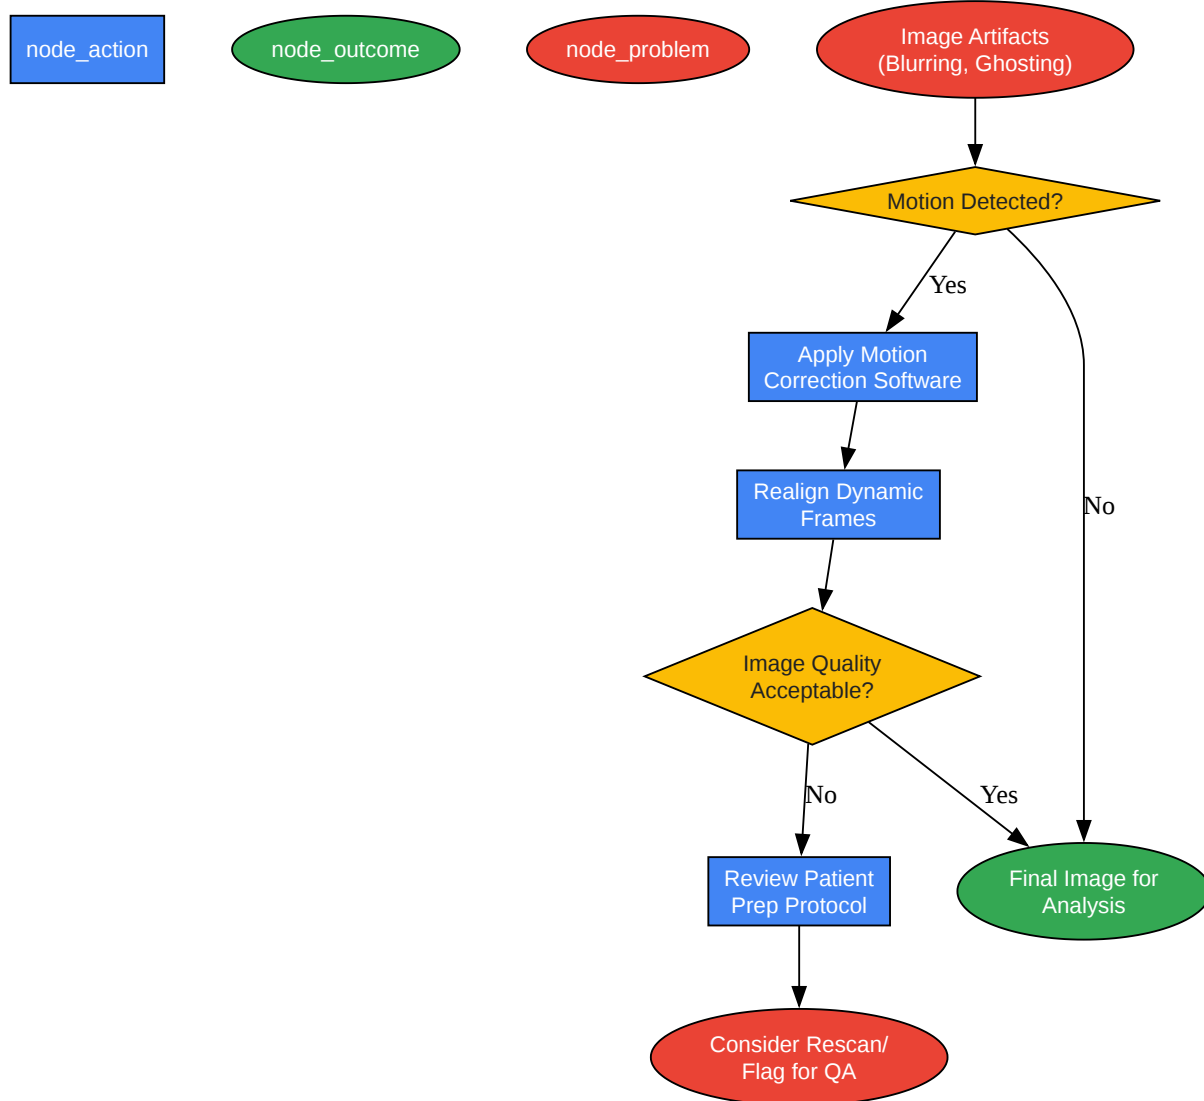 node_action
node_outcome
node_problem
Image Artifacts
(Blurring, Ghosting)
Motion Detected?
Yes
Apply Motion
Correction Software
Realign Dynamic
Frames
No
Image Quality
Acceptable?
No
Yes
Review Patient
Prep Protocol
Final Image for
Analysis
Consider Rescan/
Flag for QA